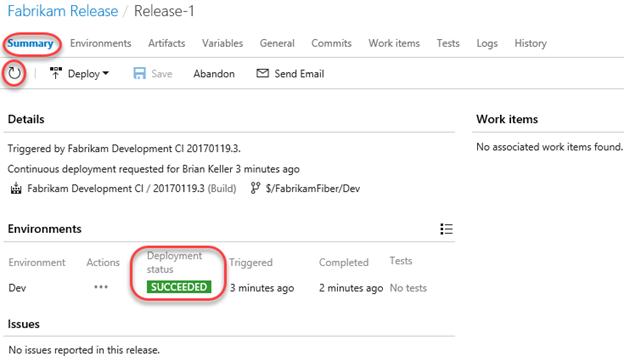 Fabrikam Release / Release-1
Summary Environments Artifacts Variables General Commits Work items Tests Logs History
Deploy Save Abandon Send Email
Details
Triggered by Fabrikam Development CI 20170119.3.
Continuous deployment requested for Brian Keller 3 minutes ago
Fabrikam Development CI / 20170119.3 (Build) $/FabrikamFiber/Dev
Work items
No associated work items found.
Environments
Environment Actions Deployment status Triggered Completed Tests
Dev ••• SUCCEEDED 3 minutes ago 2 minutes ago No tests
Issues
No issues reported in this release.